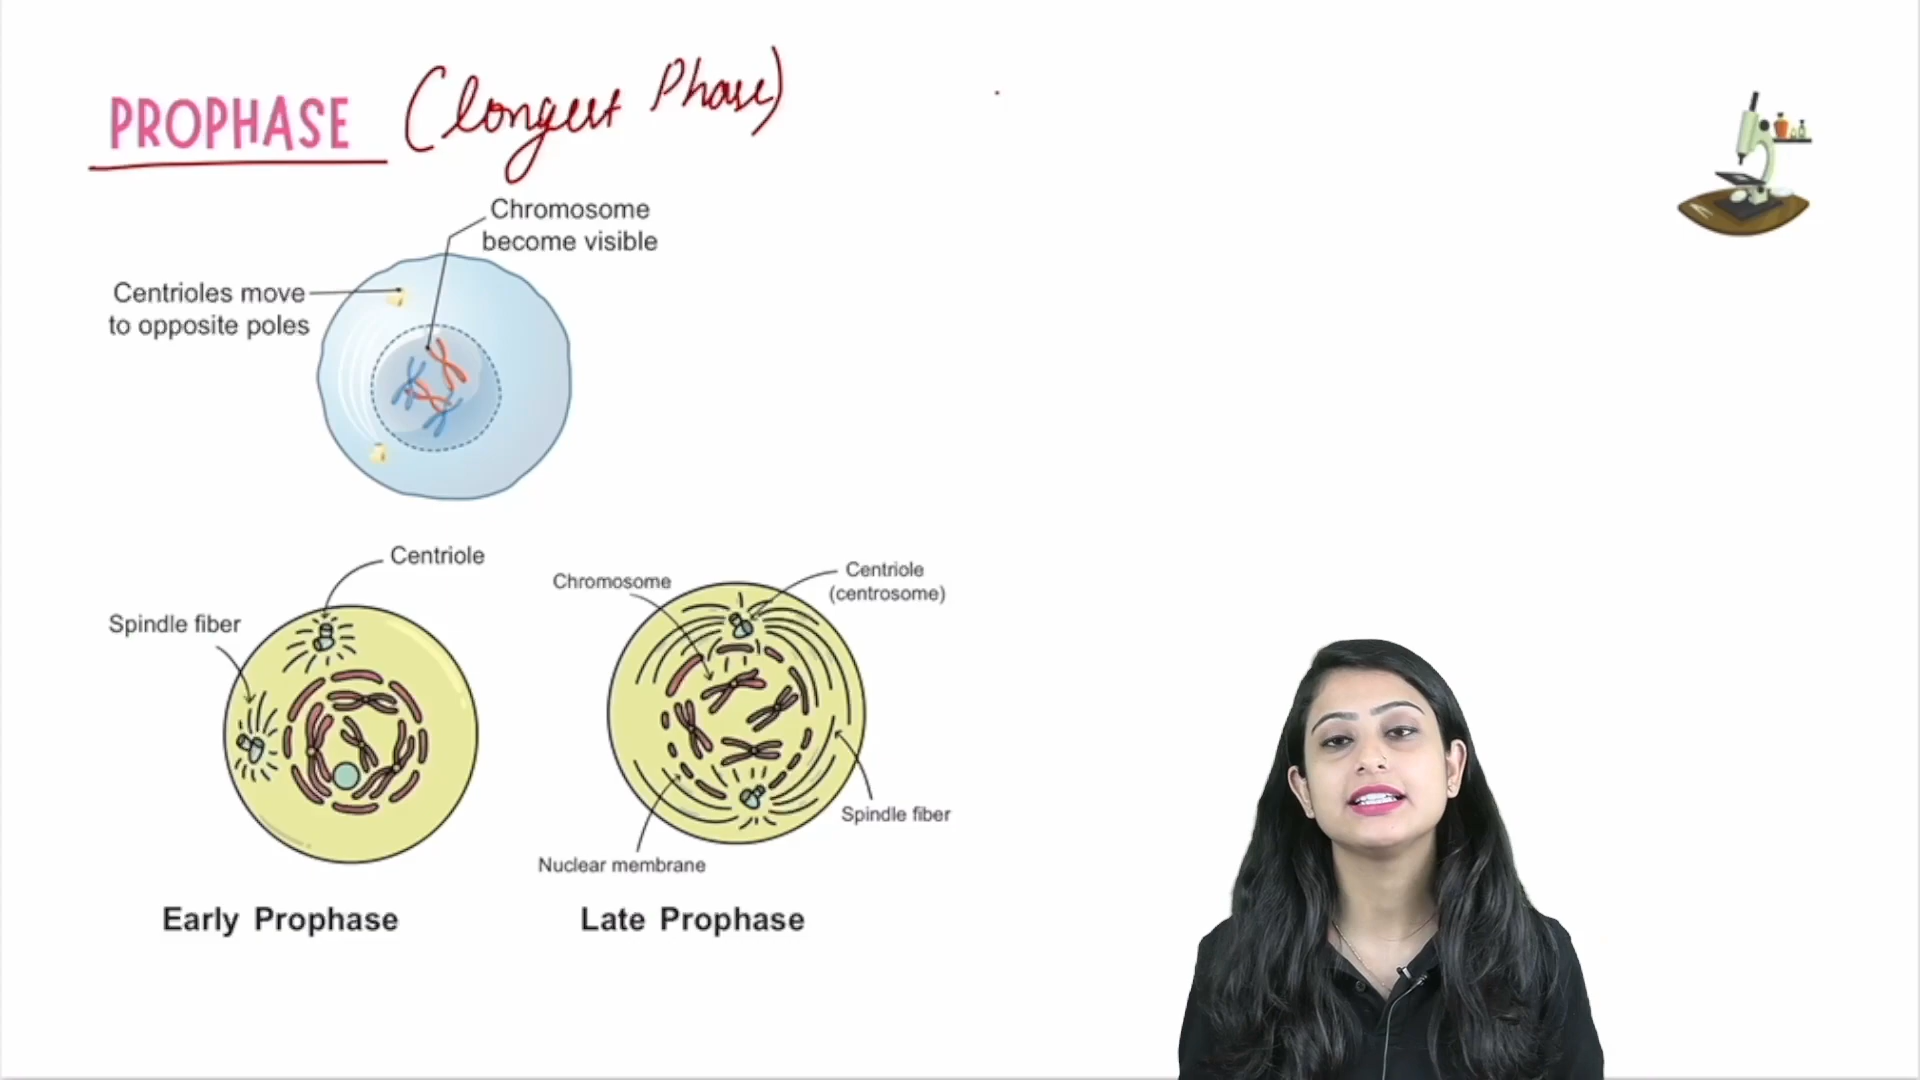 PROPHASE (longest Phase)
Chromosome
become visible
Centrioles move
to opposite poles
Centriole
Spindle fiber
Chromosome
Centriole
(centrosome)
Spindle fiber
Nuclear membrane
Early Prophase
Late Prophase